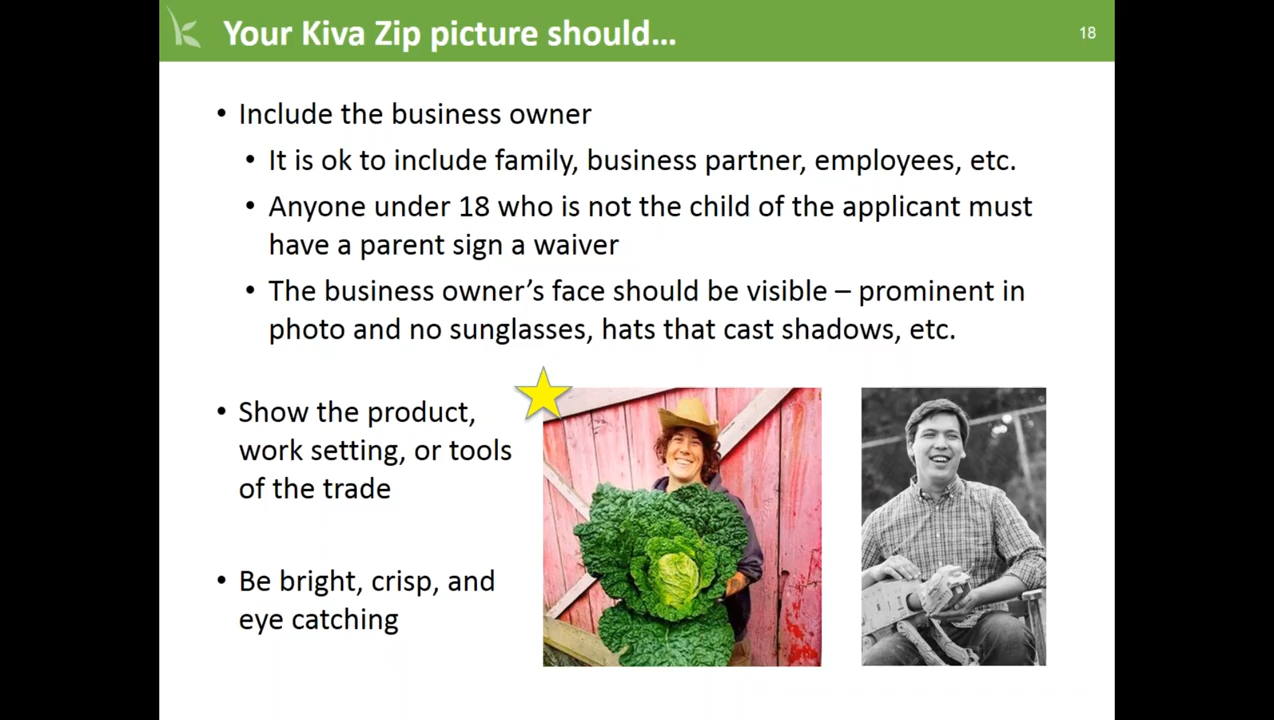 Your Kiva Zip picture should...
18
• Include the business owner
• It is ok to include family, business partner, employees, etc.
• Anyone under 18 who is not the child of the applicant must
have a parent sign a waiver
• The business owner’s face should be visible – prominent in
photo and no sunglasses, hats that cast shadows, etc.
• Show the product,
work setting, or tools
of the trade
• Be bright, crisp, and
eye catching